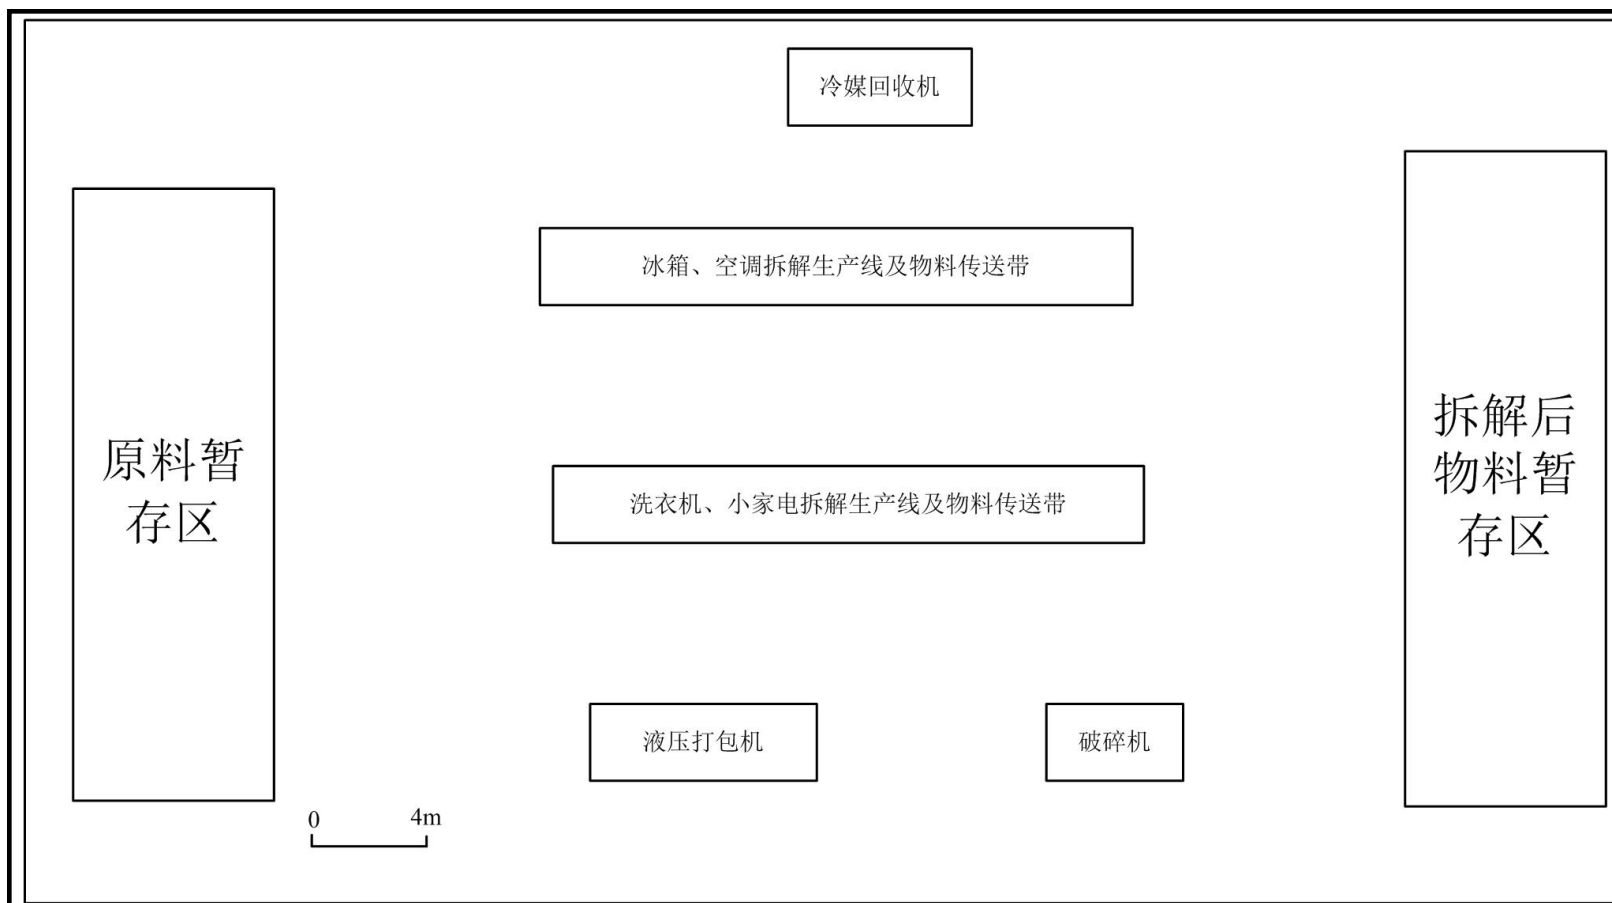 冷媒回收机
冰箱、空调拆解生产线及物料传送带
原料暂
存区
洗衣机、小家电拆解生产线及物料传送带
拆解后
物料暂
存区
液压打包机
破碎机
0
4m